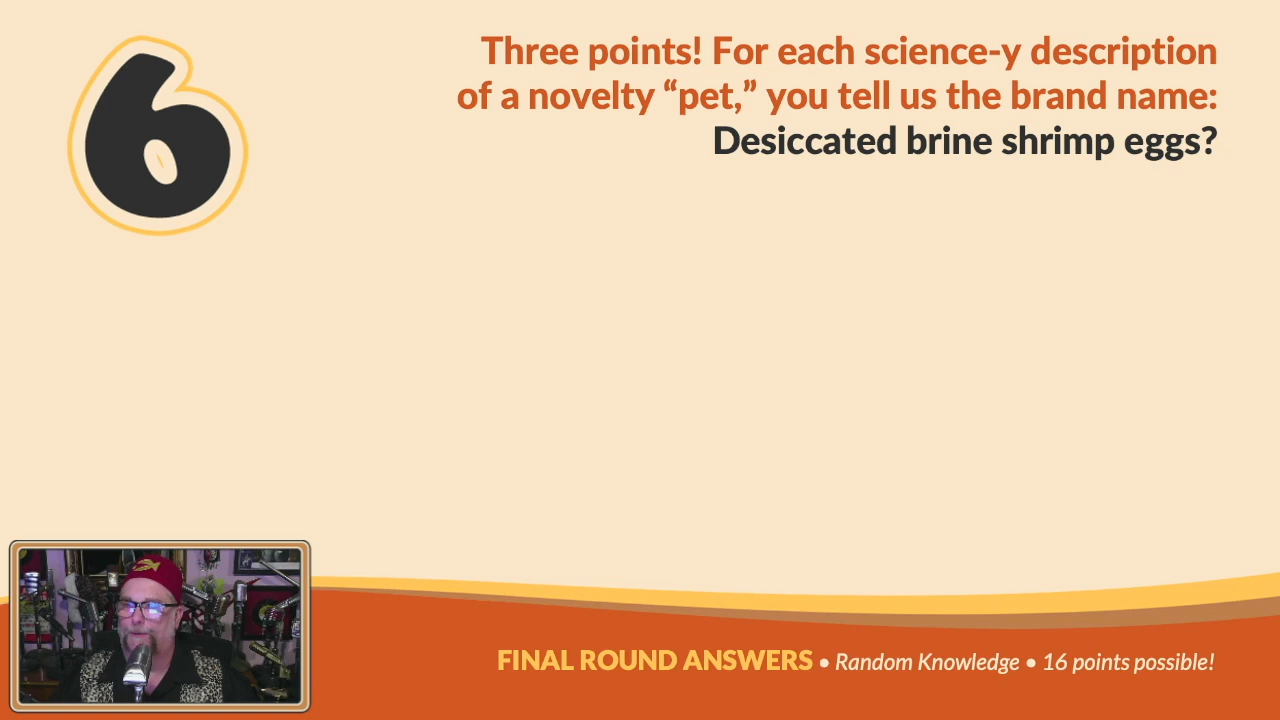 6
Three points! For each science-y description
of a novelty “pet,” you tell us the brand name:
Desiccated brine shrimp eggs?
FINAL ROUND ANSWERS • Random Knowledge • 16 points possible!